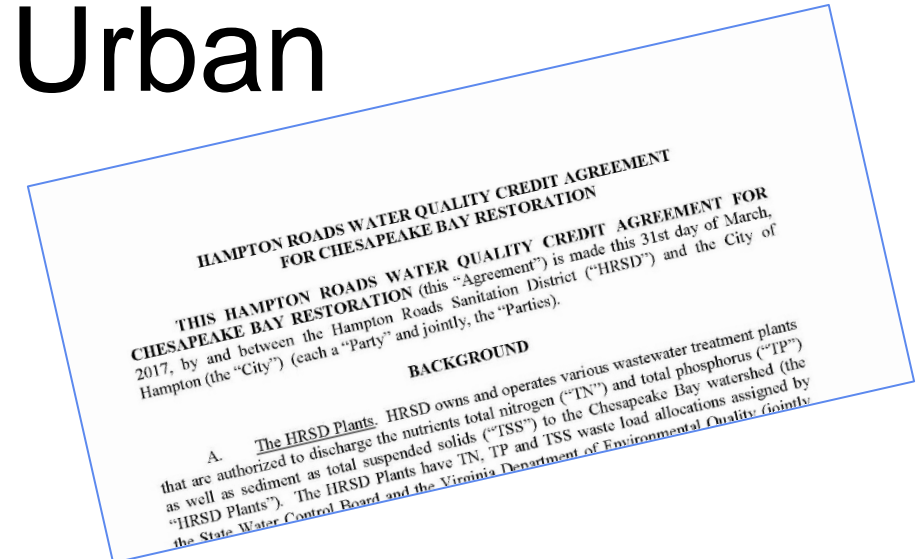 Urban
HAMPTON ROADS WATER QUALITY CREDIT AGREEMENT
FOR CHESAPEAKE BAY RESTORATION
THIS HAMPTON ROADS WATER QUALITY CREDIT AGREEMENT FOR
CHESAPEAKE BAY RESTORATION (this “Agreement”) is made this 31st day of March,
2017, by and between the Hampton Roads Sanitation District (“HRSD”) and the City of
Hampton (the “City”) (each a “Party” and jointly, the “Parties).
BACKGROUND
A. The HRSD Plants. HRSD owns and operates various wastewater treatment plants
that are authorized to discharge the nutrients total nitrogen (“TN”) and total phosphorus (“TP”)
as well as sediment as total suspended solids (“TSS”) to the Chesapeake Bay watershed (the
“HRSD Plants”). The HRSD Plants have TN, TP and TSS waste load allocations assigned by
the State Water Control Board and the Virginia Department of Environmental Quality (jointly